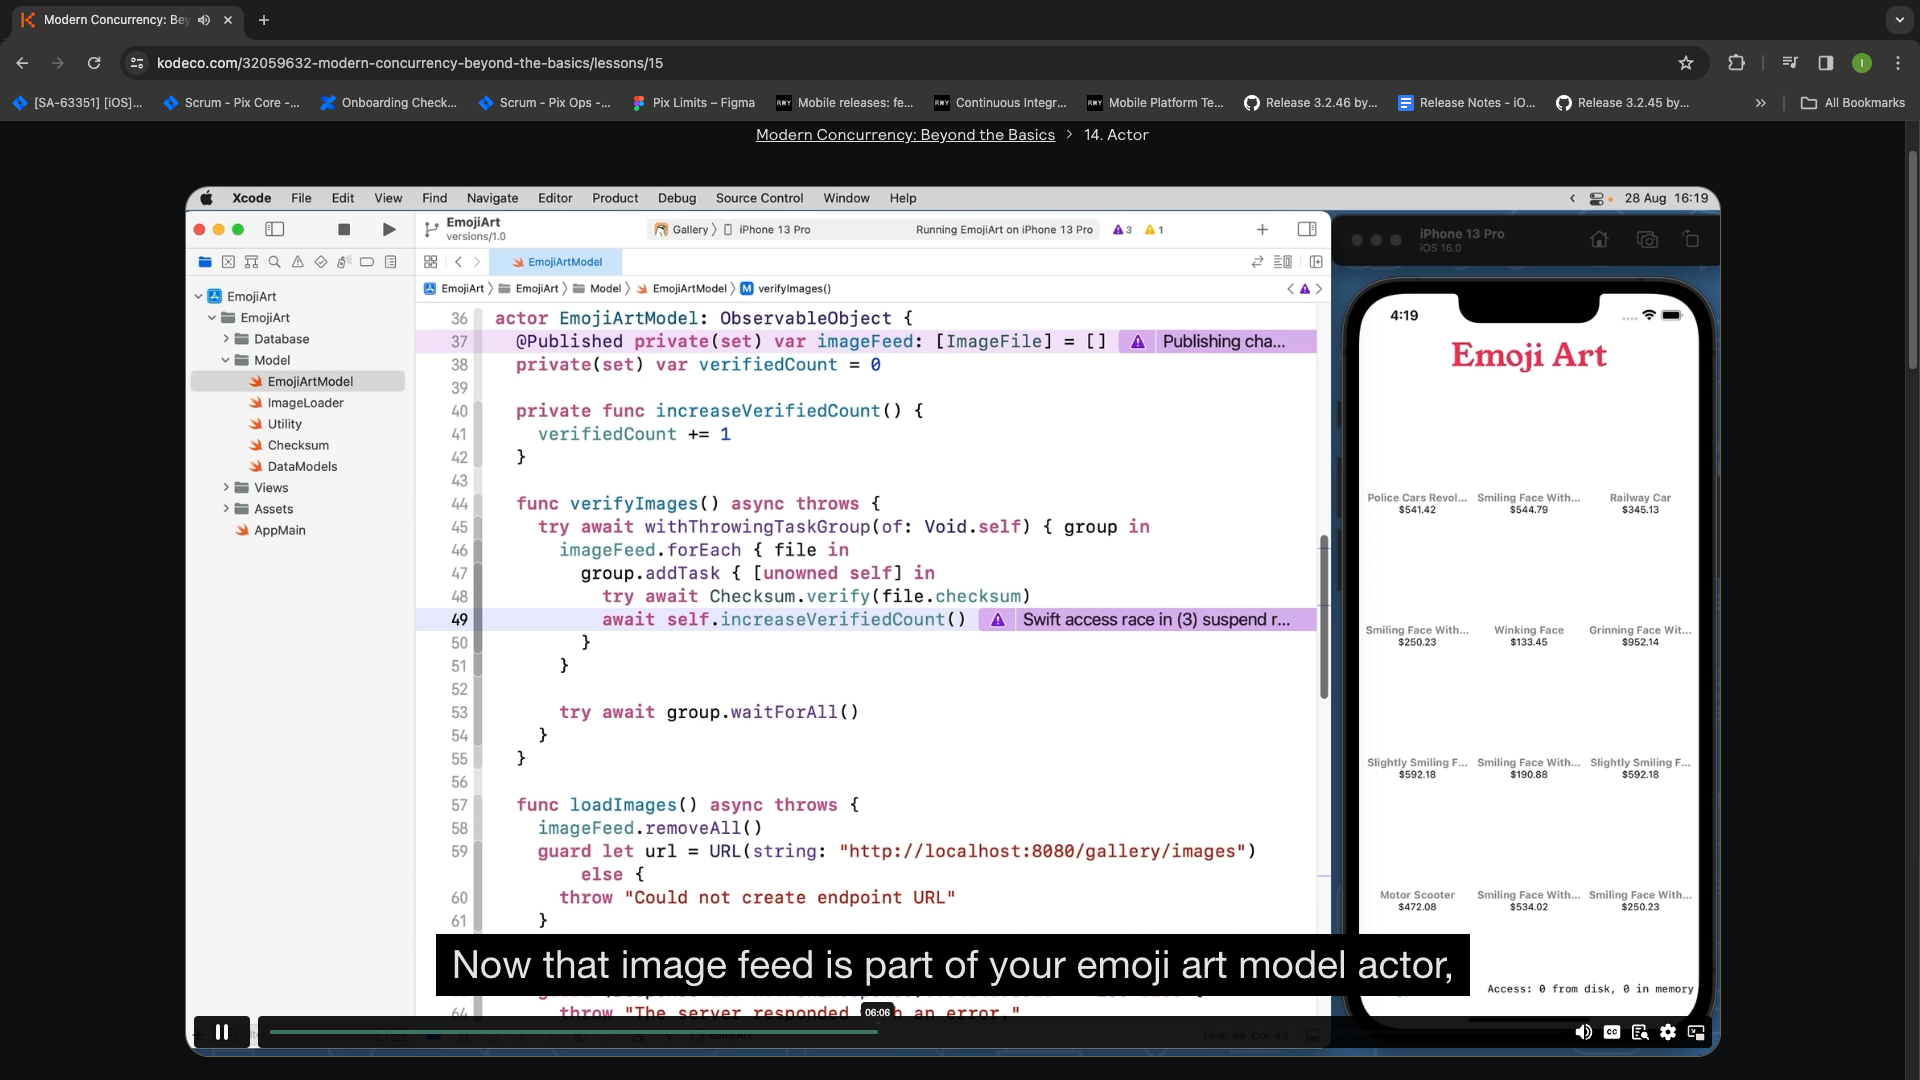 Modern Concurrency: Bey
kodeco.com/32059632-modern-concurrency-beyond-the-basics/lessons/15
I
[SA-63351] [iOS]...
Scrum - Pix Core -...
Onboarding Check...
Scrum - Pix Ops -...
Pix Limits – Figma
Mobile releases: fe...
Continuous Integr...
Mobile Platform Te...
Release 3.2.46 by...
Release Notes - iO...
Release 3.2.45 by...
»
All Bookmarks
Modern Concurrency: Beyond the Basics > 14. Actor
Xcode File Edit View Find Navigate Editor Product Debug Source Control Window Help
28 Aug 16:19
EmojiArt
versions/1.0
Gallery > iPhone 13 Pro
Running EmojiArt on iPhone 13 Pro
3
1
EmojiArtModel
EmojiArt > EmojiArt > Model > EmojiArtModel > M verifyImages()
EmojiArt
EmojiArt
Database
Model
EmojiArtModel
ImageLoader
Utility
Checksum
DataModels
Views
Assets
AppMain
36 actor EmojiArtModel: ObservableObject {
37 @Published private(set) var imageFeed: [ImageFile] = [] Publishing cha...
38 private(set) var verifiedCount = 0
39
40 private func increaseVerifiedCount() {
41 verifiedCount += 1
42 }
43
44 func verifyImages() async throws {
45 try await withThrowingTaskGroup(of: Void.self) { group in
46 imageFeed.forEach { file in
47 group.addTask { [unowned self] in
48 try await Checksum.verify(file.checksum)
49 await self.increaseVerifiedCount() Swift access race in (3) suspend r...
50 }
51 }
52
53 try await group.waitForAll()
54 }
55 }
56
57 func loadImages() async throws {
58 imageFeed.removeAll()
59 guard let url = URL(string: "http://localhost:8080/gallery/images")
else {
60 throw "Could not create endpoint URL"
61 }
64 throw "The server responded an error."
Now that image feed is part of your emoji art model actor,
06:06
CC
iPhone 13 Pro
iOS 16.0
4:19
Emoji Art
Police Cars Revol... Smiling Face With... Railway Car
$541.42 $544.79 $345.13
Smiling Face With... Winking Face Grinning Face Wit...
$250.23 $133.45 $952.14
Slightly Smiling F... Smiling Face With... Slightly Smiling F...
$592.18 $190.88 $592.18
Motor Scooter Smiling Face With... Smiling Face With...
$472.08 $534.02 $250.23
Access: 0 from disk, 0 in memory